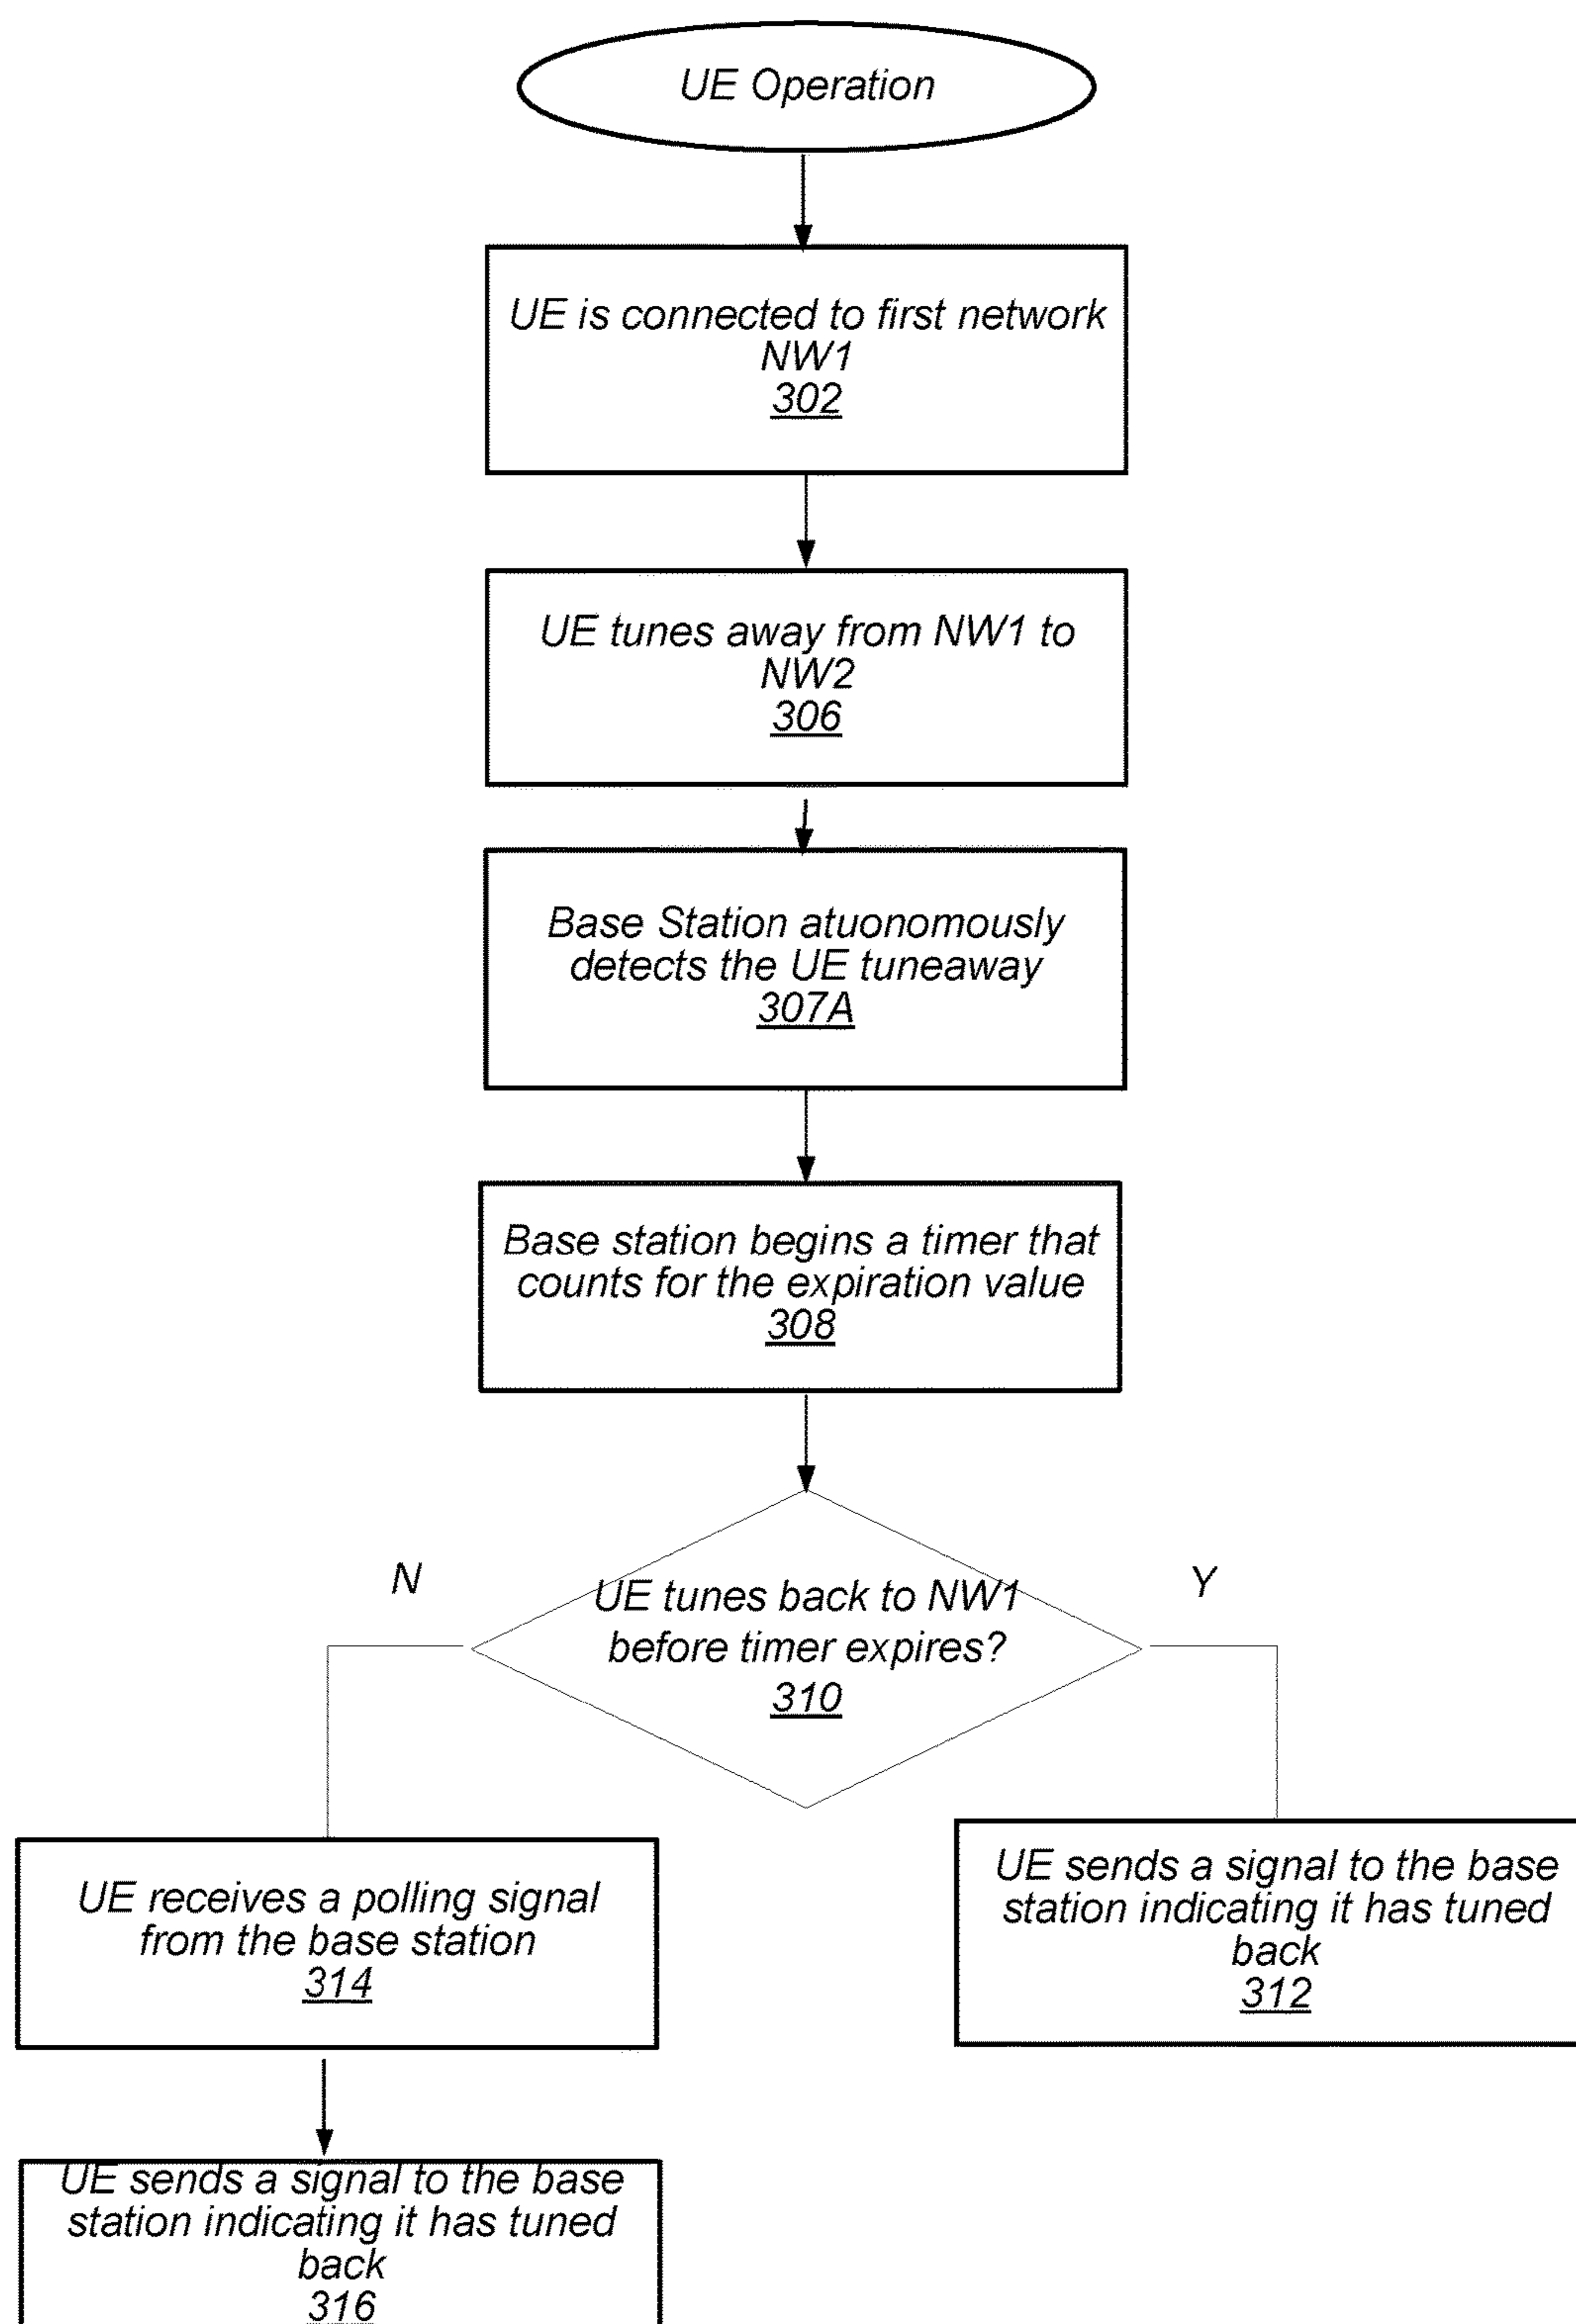 UE Operation
UE is connected to first network
NW1
302
UE tunes away from NW1 to
NW2
306
Base Station atuonomously
detects the UE tuneaway
307A
Base station begins a timer that
counts for the expiration value
308
N
Y
UE tunes back to NW1
before timer expires?
310
UE receives a polling signal
from the base station
314
UE sends a signal to the base
station indicating it has tuned
back
312
UE sends a signal to the base
station indicating it has tuned
back
316